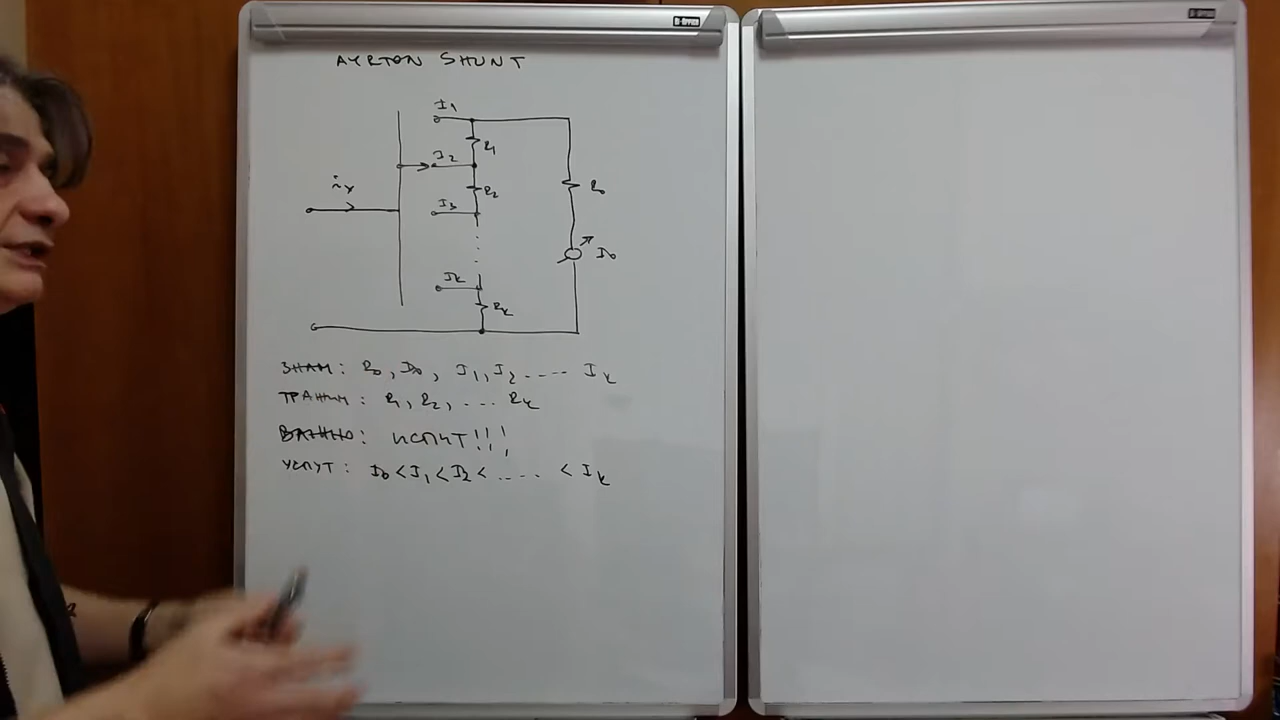 AYRTON SHUNT
I1
R1
I2
R2
ix
I3
R0
I0
Ik
Rk
ЗНАМ: R0, I0, I1, I2 ..... Ik
ТРАЖИМ: R1, R2, ... Rk
ВАЖНО: ИСПИТ!!!
УСПУТ: I0 < I1 < I2 < ..... < Ik